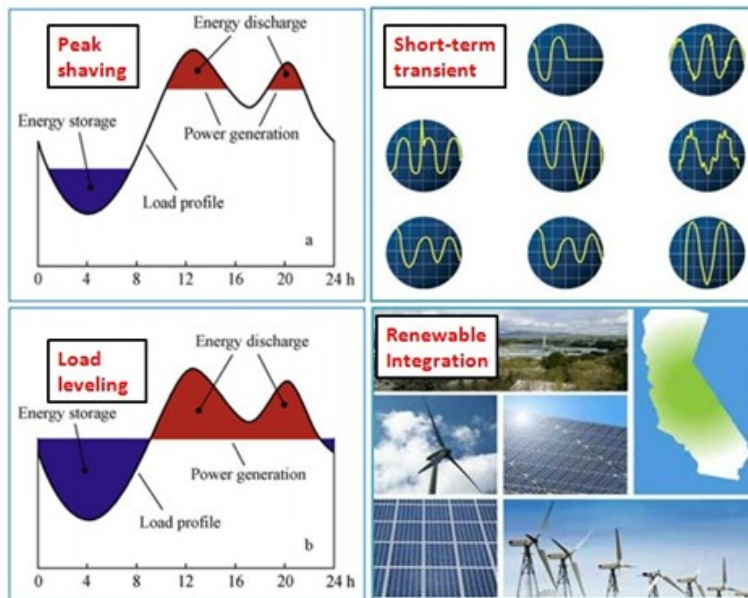 Peak
shaving
Energy discharge
Energy storage
Power generation
Load profile
a
0 4 8 12 16 20 24 h
Short-term
transient
Load
leveling
Energy discharge
Energy storage
Power generation
Load profile
b
0 4 8 12 16 20 24 h
Renewable
Integration